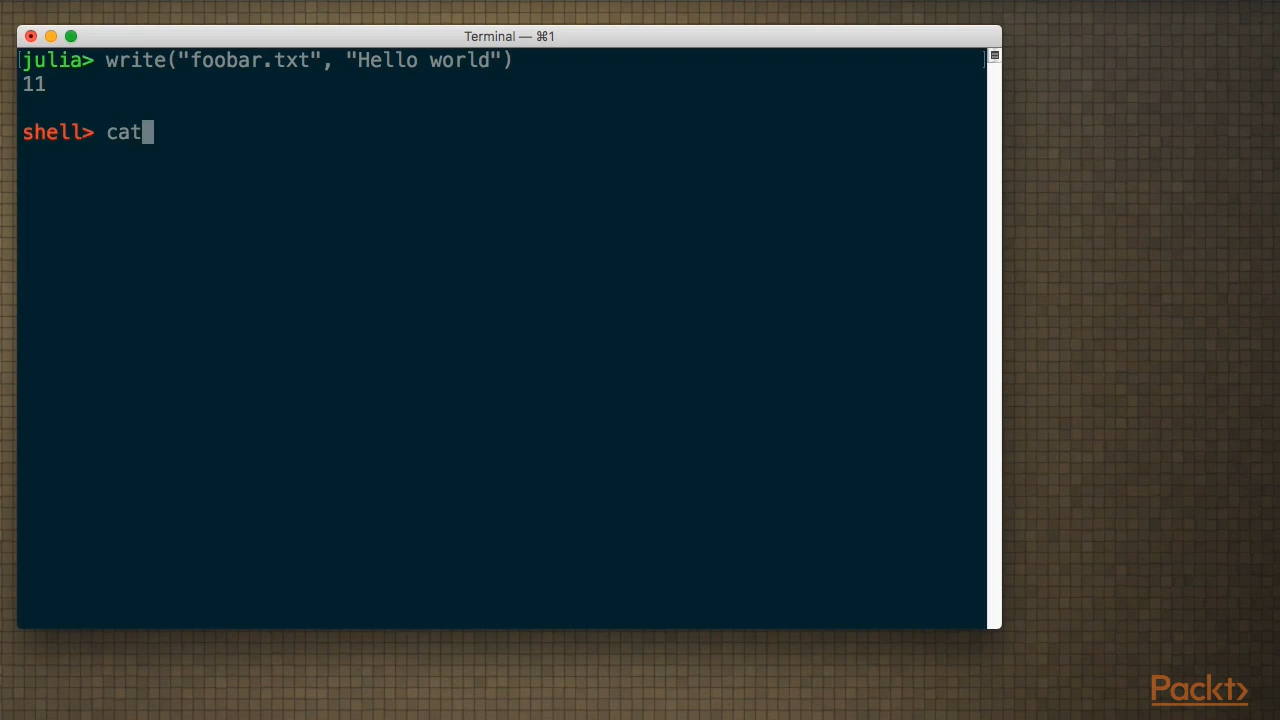 Terminal — ⌘1
julia> write("foobar.txt", "Hello world")
11
shell> cat
Packt>